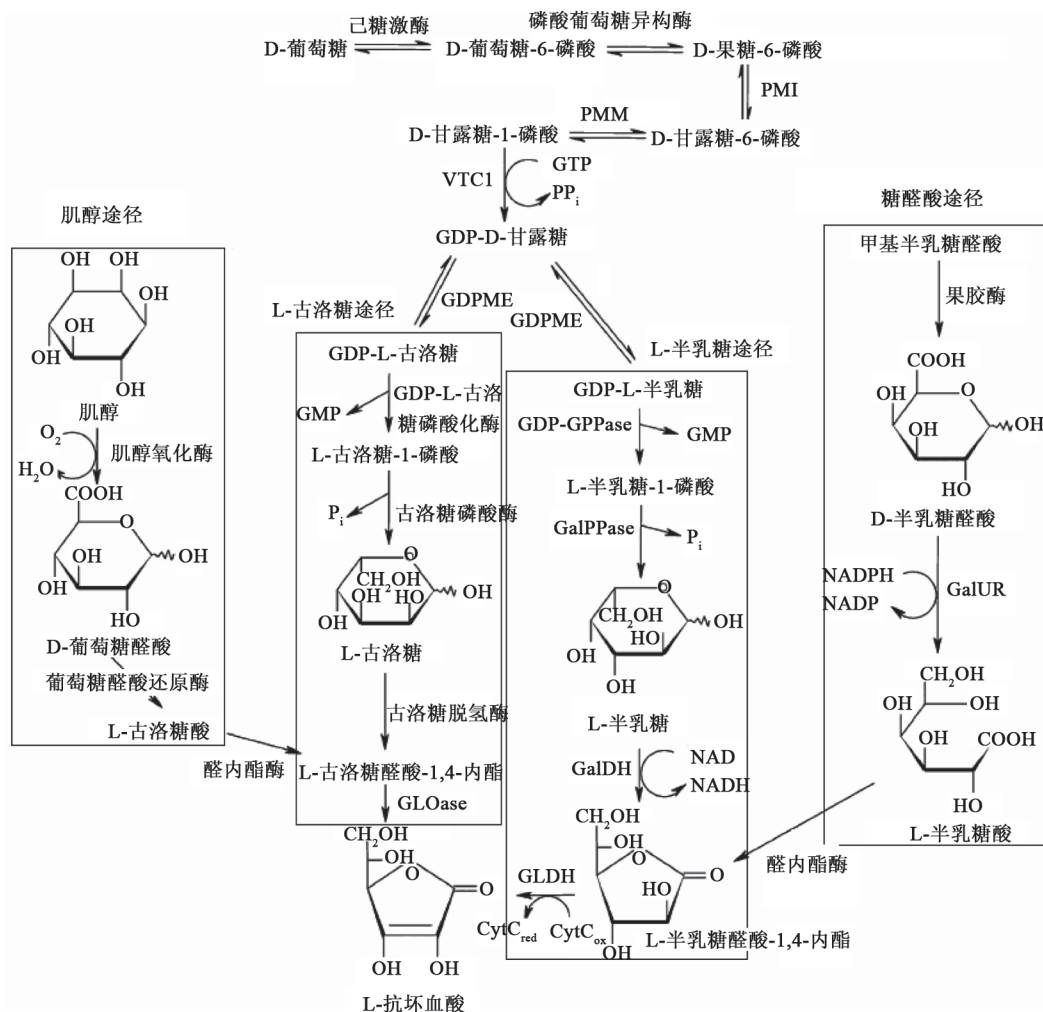 己糖激酶
磷酸葡萄糖异构酶
D-葡萄糖
D-葡萄糖-6-磷酸
D-果糖-6-磷酸
PMI
PMM
D-甘露糖-1-磷酸
D-甘露糖-6-磷酸
VTC1
GTP
PPi
GDP-D-甘露糖
GDPME
GDPME
肌醇途径
OH
OH
OH
OH
OH
OH
肌醇
O2
H2O
肌醇氧化酶
COOH
O
OH
OH
OH
HO
D-葡萄糖醛酸
葡萄糖醛酸还原酶
L-古洛糖酸
醛内酯酶
L-古洛糖途径
GDP-L-古洛糖
GMP
GDP-L-古洛
糖磷酸化酶
L-古洛糖-1-磷酸
Pi
古洛糖磷酸酶
O
CH2OH
OH
OH
HO
OH
L-古洛糖
古洛糖脱氢酶
L-古洛糖醛酸-1,4-内酯
GLOase
CH2OH
OH
O
O
OH
OH
L-抗坏血酸
L-半乳糖途径
GDP-L-半乳糖
GDP-GPPase
GMP
L-半乳糖-1-磷酸
GalPPase
Pi
O
CH2OH
OH
HO
OH
OH
L-半乳糖
GalDH
NAD
NADH
CH2OH
OH
O
O
HO
OH
L-半乳糖醛酸-1,4-内酯
GLDH
CytCred
CytCox
糖醛酸途径
甲基半乳糖醛酸
果胶酶
COOH
OH
O
OH
OH
HO
D-半乳糖醛酸
NADPH
NADP
GalUR
CH2OH
OH
OH
OH
COOH
HO
L-半乳糖酸
醛内酯酶